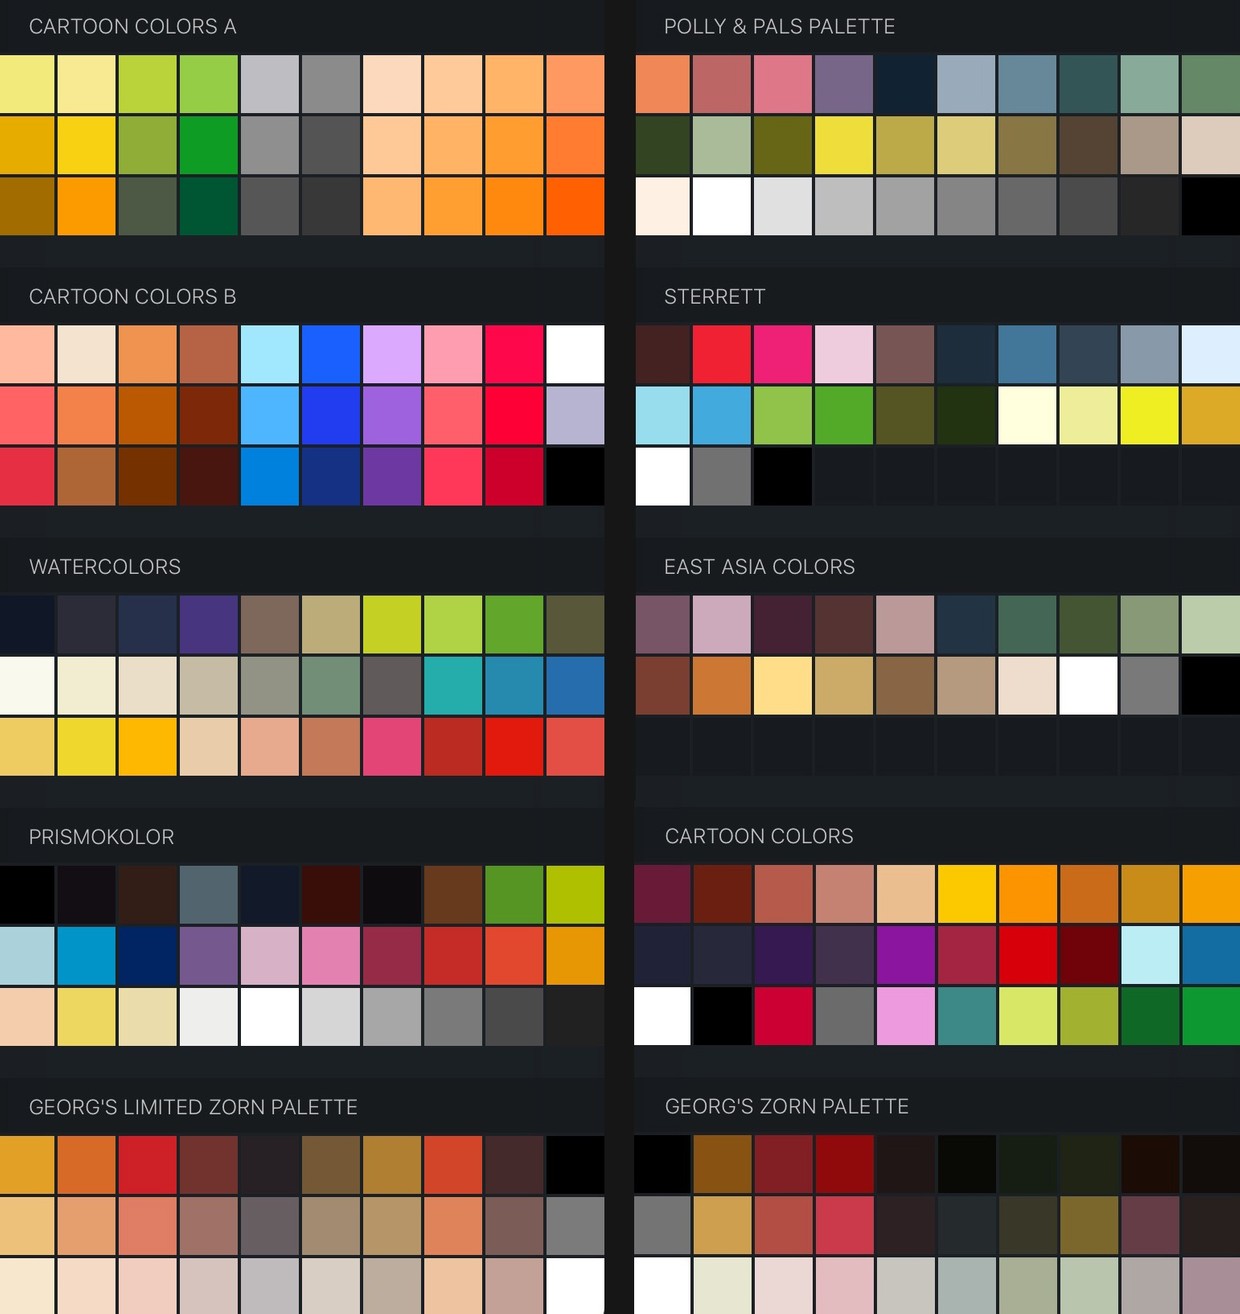 CARTOON COLORS A
POLLY & PALS PALETTE
CARTOON COLORS B
STERRETT
WATERCOLORS
EAST ASIA COLORS
PRISMOKOLOR
CARTOON COLORS
GEORG'S LIMITED ZORN PALETTE
GEORG'S ZORN PALETTE